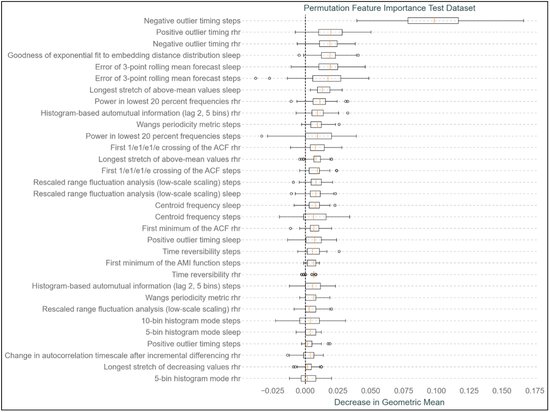 Permutation Feature Importance Test Dataset
Negative outlier timing steps
Positive outlier timing rhr
Negative outlier timing rhr
Goodness of exponential fit to embedding distance distribution sleep
Error of 3-point rolling mean forecast sleep
Error of 3-point rolling mean forecast steps
Longest stretch of above-mean values sleep
Power in lowest 20 percent frequencies rhr
Histogram-based automutual information (lag 2, 5 bins) rhr
Wangs periodicity metric steps
Power in lowest 20 percent frequencies steps
First 1/e1/e1/e crossing of the ACF rhr
Longest stretch of above-mean values rhr
First 1/e1/e1/e crossing of the ACF steps
Rescaled range fluctuation analysis (low-scale scaling) steps
Rescaled range fluctuation analysis (low-scale scaling) sleep
Centroid frequency sleep
Centroid frequency steps
First minimum of the ACF rhr
Positive outlier timing sleep
Time reversibility steps
First minimum of the AMI function steps
Time reversibility rhr
Histogram-based automutual information (lag 2, 5 bins) steps
Wangs periodicity metric rhr
Rescaled range fluctuation analysis (low-scale scaling) rhr
10-bin histogram mode steps
5-bin histogram mode sleep
Positive outlier timing steps
Change in autocorrelation timescale after incremental differencing rhr
Longest stretch of decreasing values rhr
5-bin histogram mode rhr
−0.025 0.000 0.025 0.050 0.075 0.100 0.125 0.150 0.175
Decrease in Geometric Mean